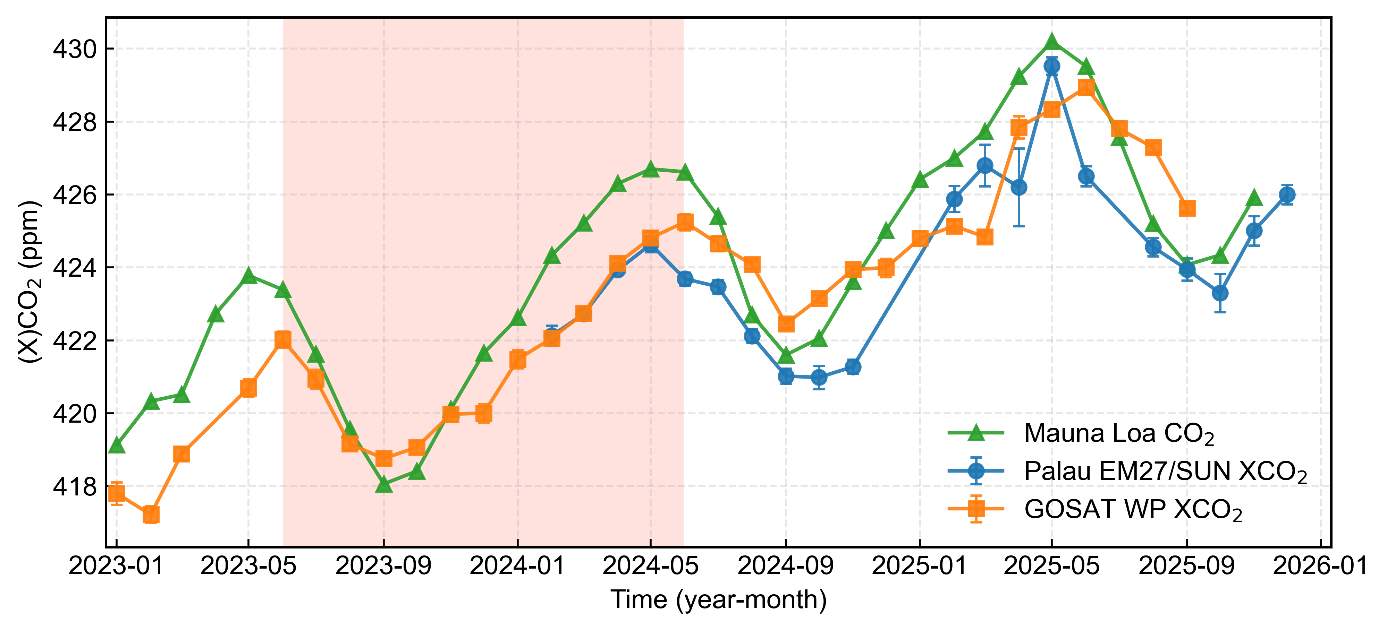 (X)CO₂ (ppm)
430
428
426
424
422
420
418
Mauna Loa CO₂
Palau EM27/SUN XCO₂
GOSAT WP XCO₂
2023-01 2023-05 2023-09 2024-01 2024-05 2024-09 2025-01 2025-05 2025-09 2026-01
Time (year-month)